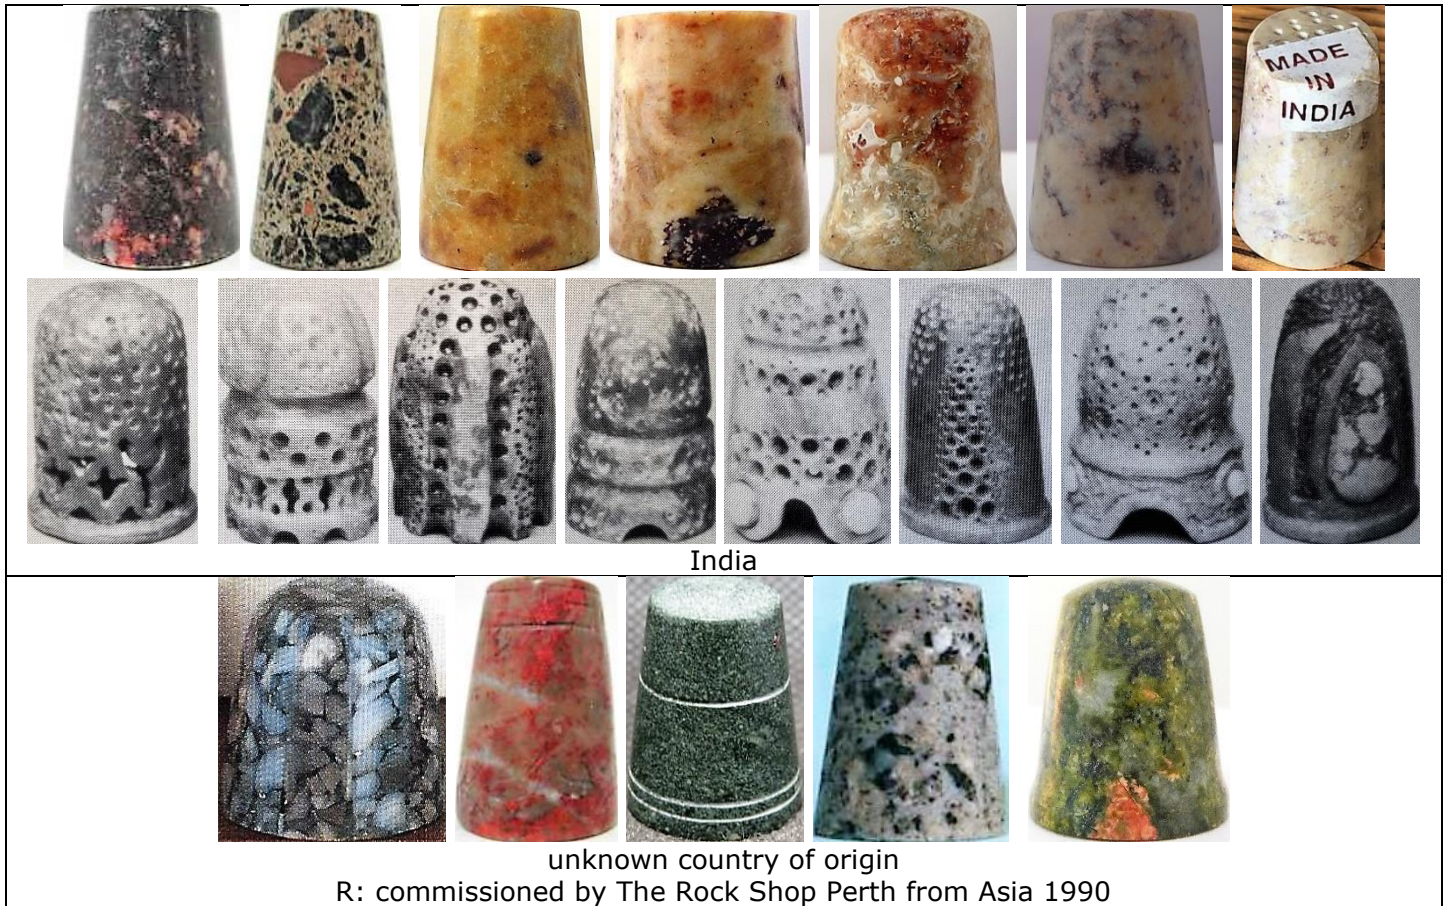 MADE
IN
INDIA
India
unknown country of origin
R: commissioned by The Rock Shop Perth from Asia 1990